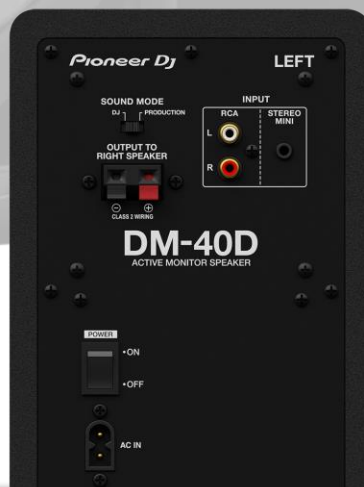 Pioneer Dj
LEFT
SOUND MODE
DJ PRODUCTION
OUTPUT TO
RIGHT SPEAKER
⊖ ⊕
CLASS 2 WIRING
INPUT
RCA
STEREO
MINI
L
R
DM-40D
ACTIVE MONITOR SPEAKER
POWER
•ON
•OFF
AC IN